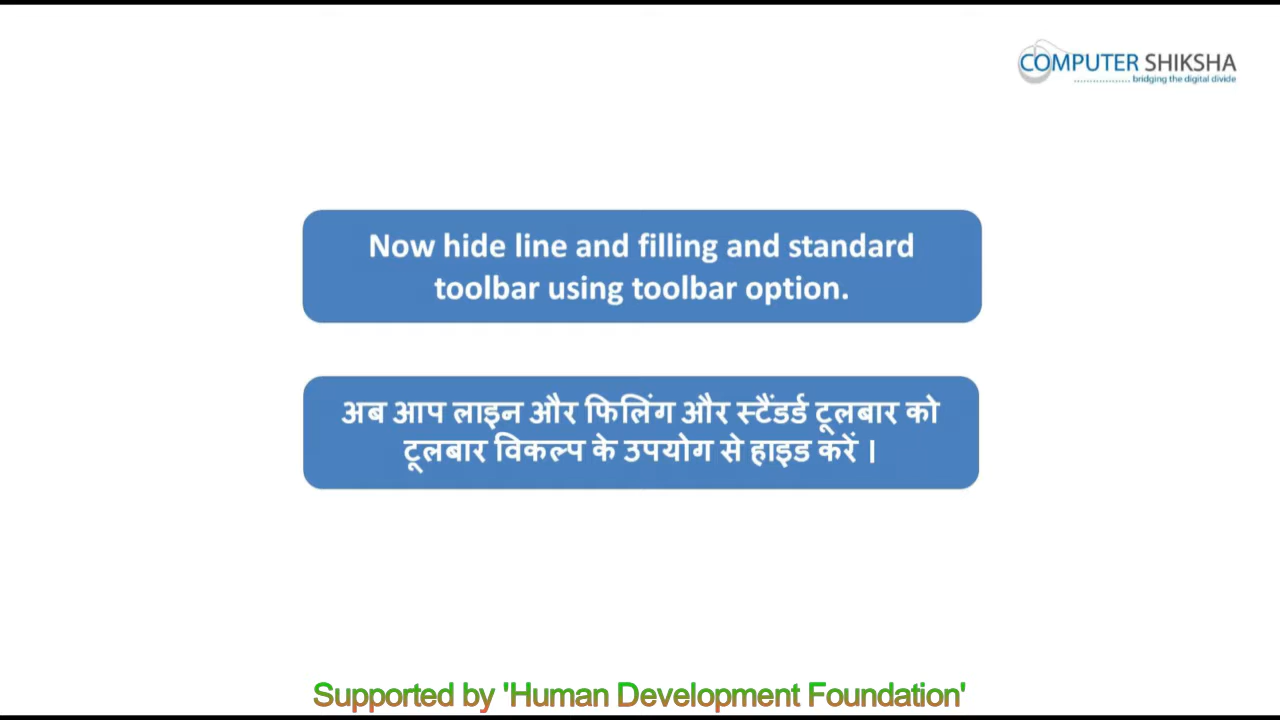 COMPUTER SHIKSHA
bridging the digital divide
Now hide line and filling and standard
toolbar using toolbar option.
अब आप लाइन और फिलिंग और स्टैंडर्ड टूलबार को
टूलबार विकल्प के उपयोग से हाइड करें ।
Supported by 'Human Development Foundation'